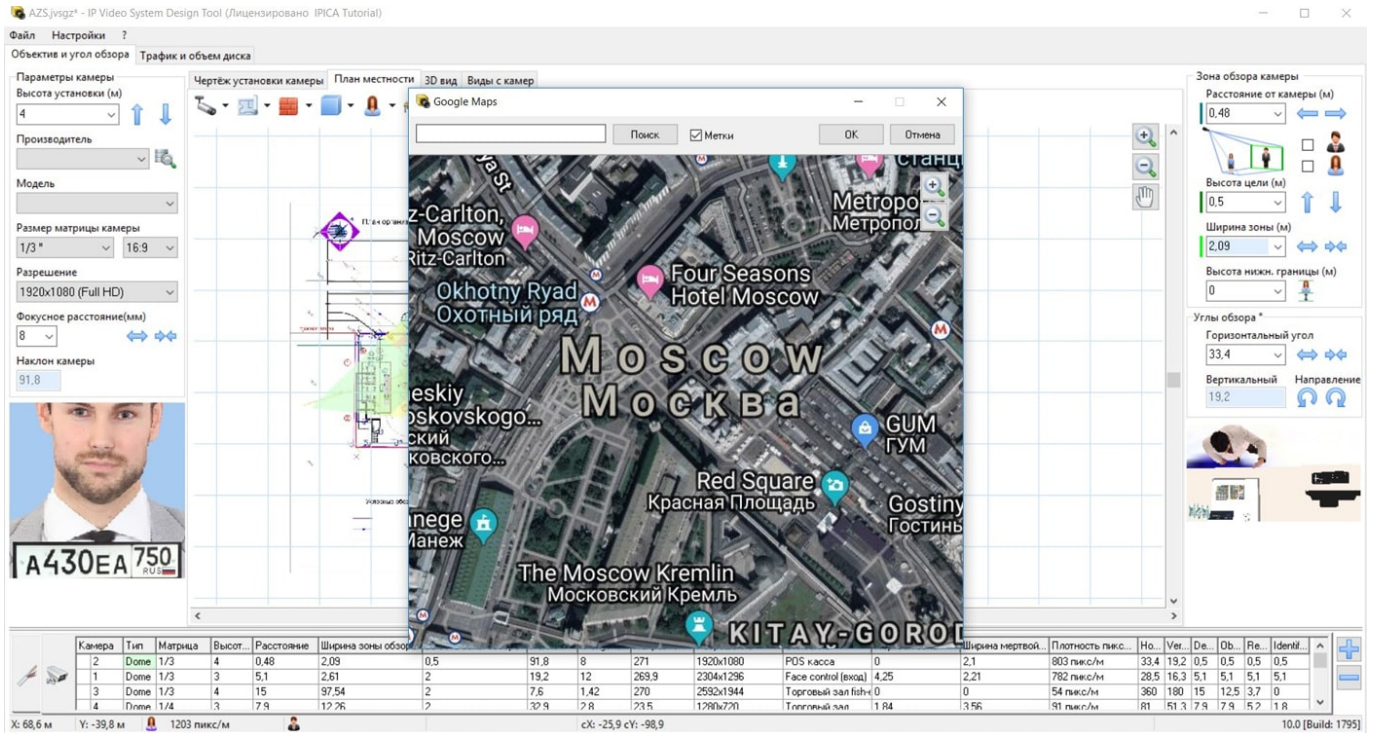 AZS.jvsgz* - IP Video System Design Tool (Лицензировано IPICA Tutorial)
Файл Настройки ?
Объектив и угол обзора Трафик и объем диска
Параметры камеры
Высота установки (м)
4
Производитель
Модель
Размер матрицы камеры
1/3 " 16:9
Разрешение
1920x1080 (Full HD)
Фокусное расстояние(мм)
8
Наклон камеры
91,8
A430EA 750
RUS
Чертёж установки камеры План местности 3D вид Виды с камер
Google Maps
Поиск Метки OK Отмена
ya St
станц
Metropo
Метропол
z-Carlton,
Moscow
Ritz-Carlton
Four Seasons
Hotel Moscow
Okhotny Ryad
Охотный ряд
Moscow
Москва
eskiy
oskovskogo...
ский
ковского...
GUM
ГУМ
Red Square
Красная Площадь
Gostiny
Гостинь
nege
Манеж
The Moscow Kremlin
Московский Кремль
KITAY-GOROD
Зона обзора камеры
Расстояние от камеры (м)
0,48
Высота цели (м)
0,5
Ширина зоны (м)
2,09
Высота нижн. границы (м)
0
Углы обзора *
Горизонтальный угол
33,4
Вертикальный Направление
19,2
Камера Тип Матрица Высот... Расстояние Ширина зоны обзор Ширина мертвой... Плотность пикс... Ho... Ver... De... Ob... Re... Identif...
2 Dome 1/3 4 0,48 2,09 0,5 91,8 8 271 1920x1080 POS касса 0 2,1 803 пикс/м 33,4 19,2 0,5 0,5 0,5 0,5
1 Dome 1/3 3 5,1 2,61 2 19,2 12 269,9 2304x1296 Face control (вход) 4,25 2,21 782 пикс/м 28,5 16,3 5,1 5,1 5,1 5,1
3 Dome 1/3 4 15 97,54 2 7,6 1,42 270 2592x1944 Торговый зал fish-e 0 0 54 пикс/м 360 180 15 12,5 3,7 0
4 Dome 1/4 3 7,9 12,26 2 32,9 2,8 23,5 1280x720 Торговый зал 1,84 3,56 91 пикс/м 81 51,3 7,9 7,9 5,2 1,8
X: 68,6 м Y: -39,8 м 1203 пикс/м cX: -25,9 cY: -98,9 10.0 [Build: 1795]